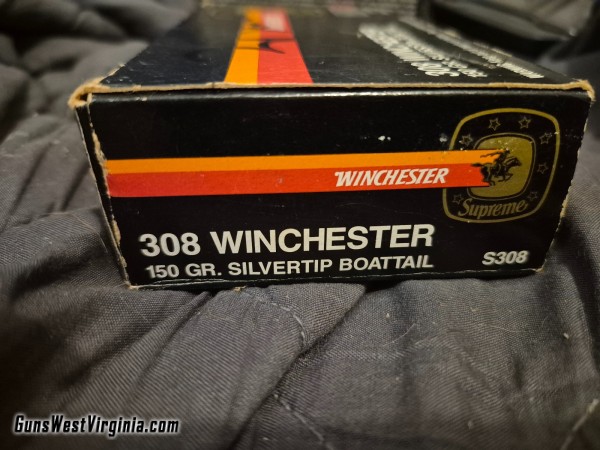 WINCHESTER
Supreme
308 WINCHESTER
150 GR. SILVERTIP BOATTAIL
S308
GunsWestVirginia.com